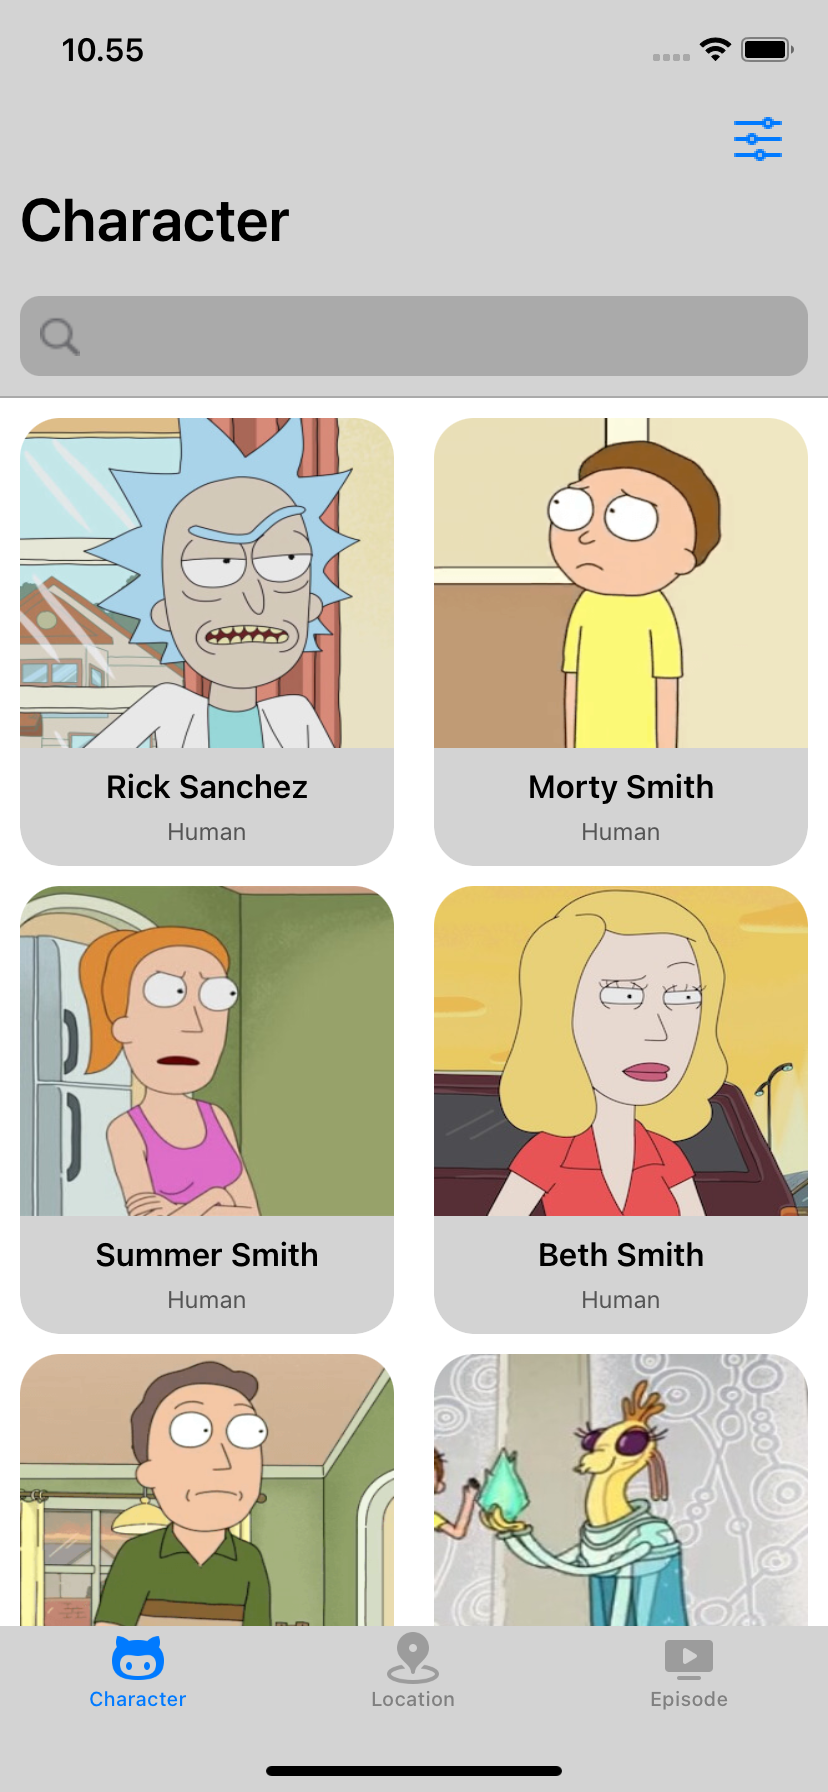 10.55
Character
Rick Sanchez
Human
Morty Smith
Human
Summer Smith
Human
Beth Smith
Human
Character
Location
Episode